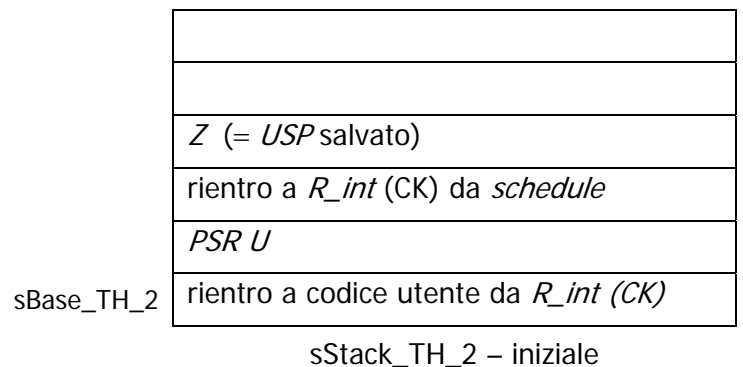 Z (= USP salvato)
rientro a R_int (CK) da schedule
PSR U
sBase_TH_2 rientro a codice utente da R_int (CK)
sStack_TH_2 – iniziale